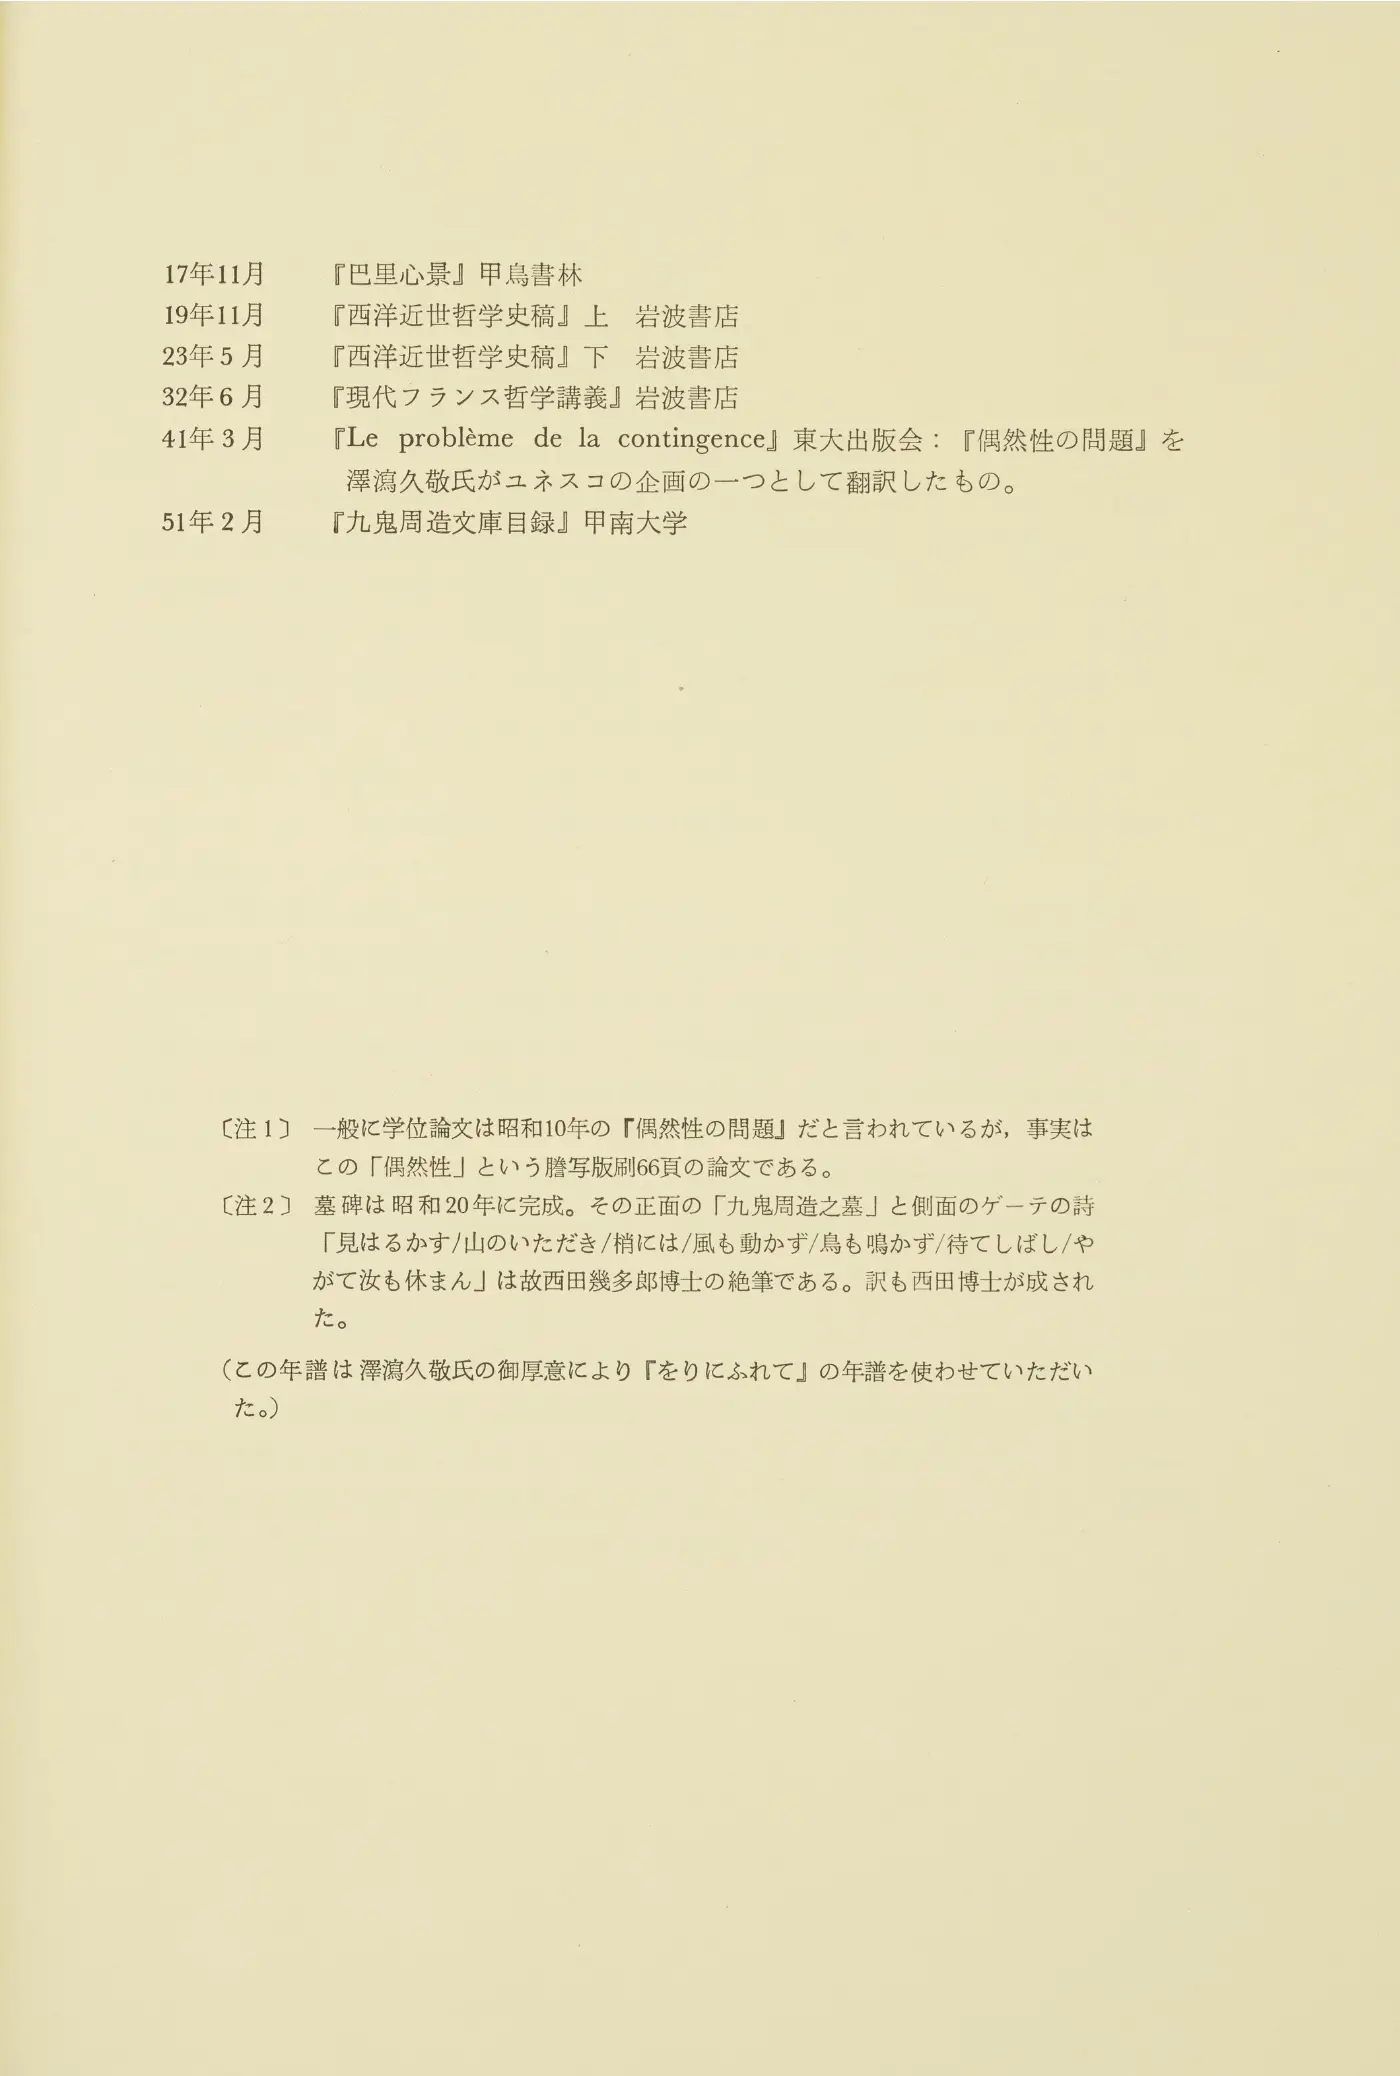 17年11月　『巴里心景』甲鳥書林
19年11月　『西洋近世哲学史稿』上　岩波書店
23年5月　『西洋近世哲学史稿』下　岩波書店
32年6月　『現代フランス哲学講義』岩波書店
41年3月　『Le problème de la contingence』東大出版会：『偶然性の問題』を
澤瀉久敬氏がユネスコの企画の一つとして翻訳したもの。
51年2月　『九鬼周造文庫目録』甲南大学
〔注1〕　一般に学位論文は昭和10年の『偶然性の問題』だと言われているが，事実は
この「偶然性」という謄写版刷66頁の論文である。
〔注2〕　墓碑は昭和20年に完成。その正面の「九鬼周造之墓」と側面のゲーテの詩
「見はるかす/山のいただき/梢には/風も動かず/鳥も鳴かず/待てしばし/や
がて汝も休まん」は故西田幾多郎博士の絶筆である。訳も西田博士が成され
た。
（この年譜は澤瀉久敬氏の御厚意により『をりにふれて』の年譜を使わせていただい
た。）